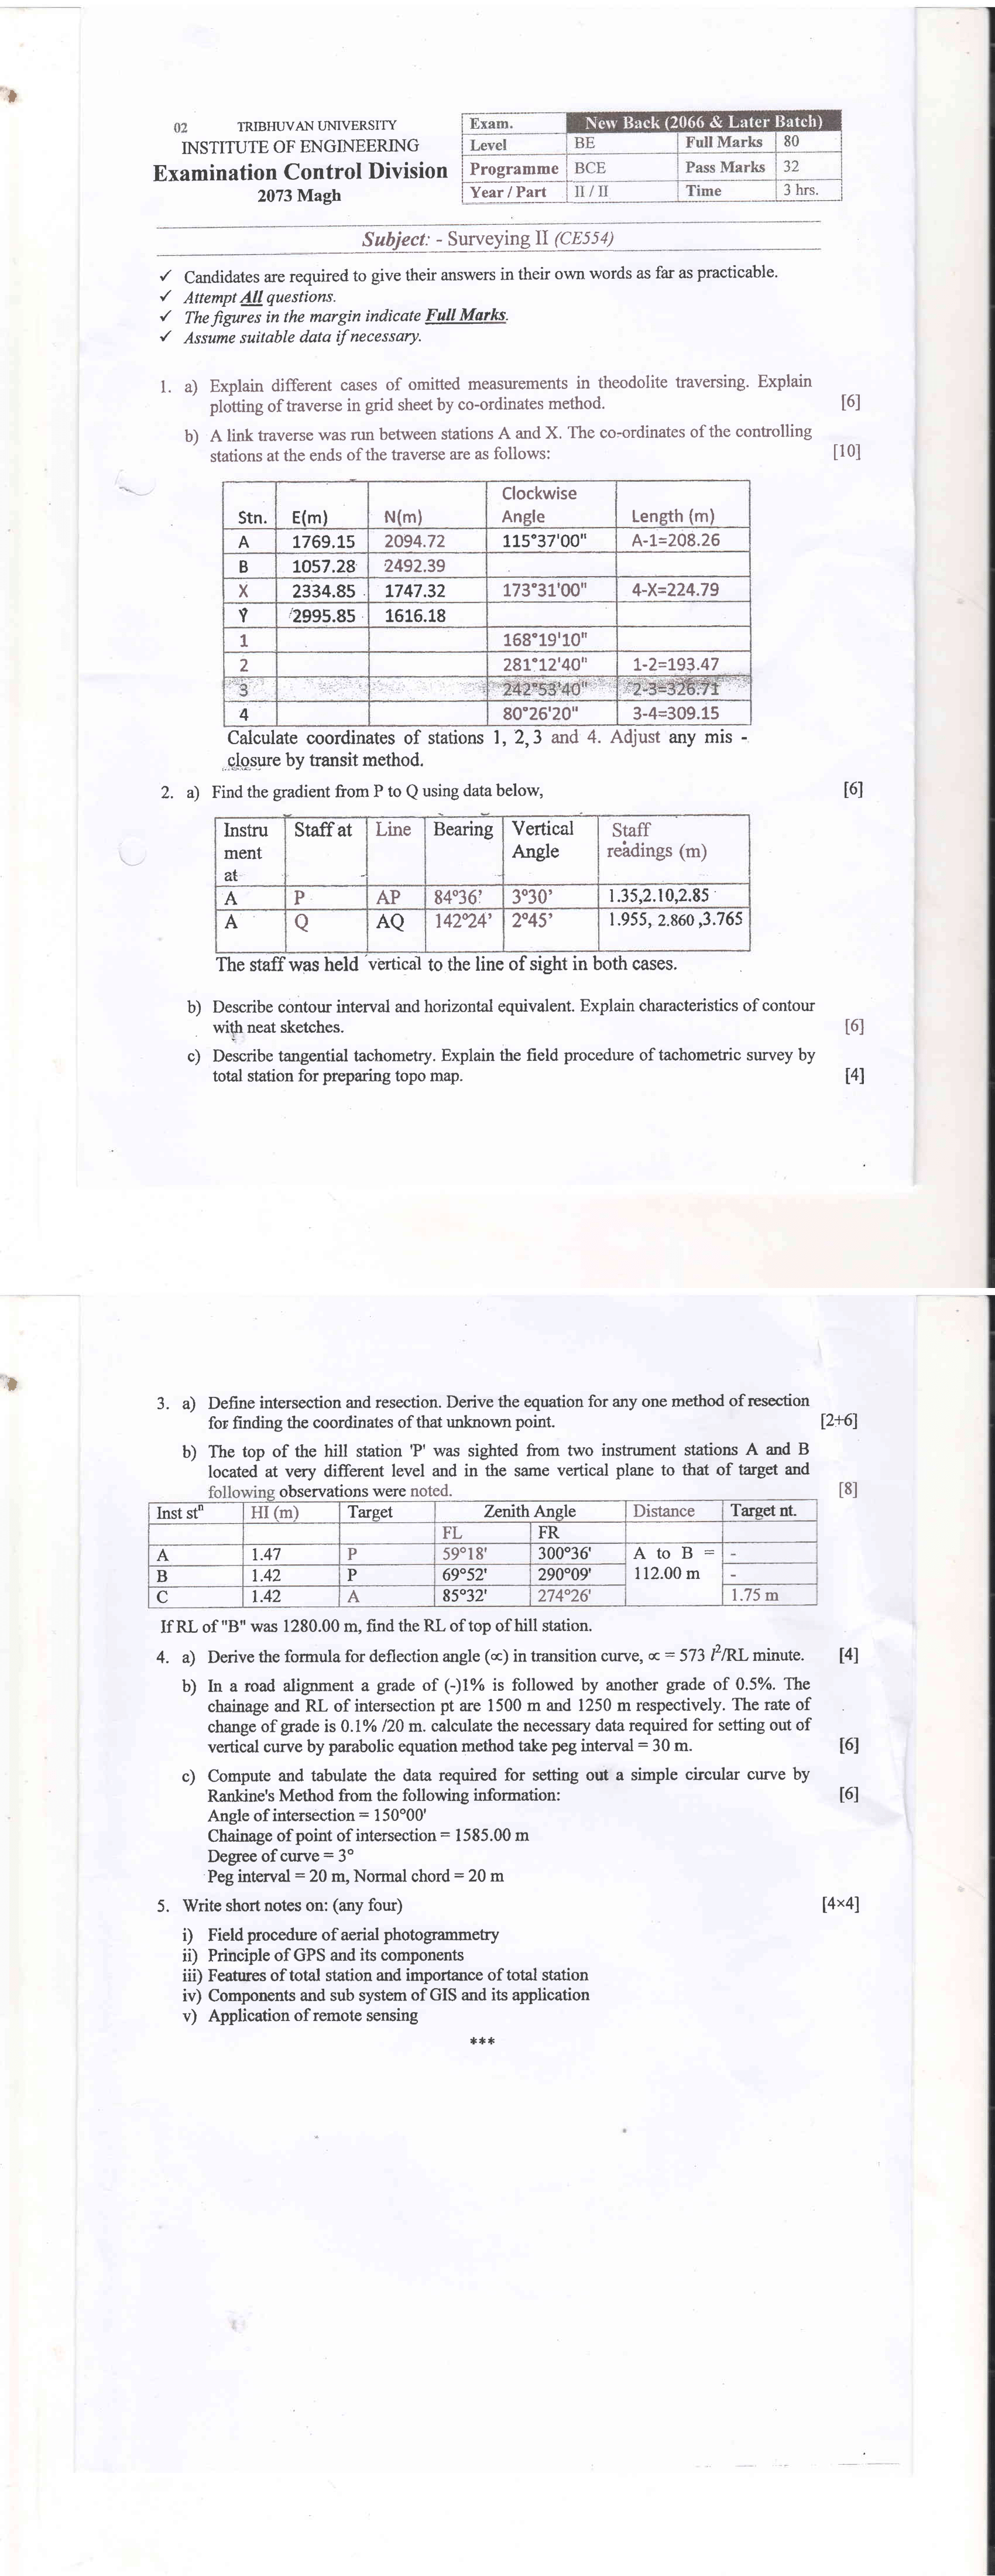 02 TRIBHUVAN UNIVERSITY
INSTITUTE OF ENGINEERING
Examination Control Division
2073 Magh
Exam. New Back (2066 & Later Batch)
Level BE Full Marks 80
Programme BCE Pass Marks 32
Year / Part II / II Time 3 hrs.
Subject: - Surveying II (CE554)
✓ Candidates are required to give their answers in their own words as far as practicable.
✓ Attempt All questions.
✓ The figures in the margin indicate Full Marks.
✓ Assume suitable data if necessary.
1. a) Explain different cases of omitted measurements in theodolite traversing. Explain
plotting of traverse in grid sheet by co-ordinates method. [6]
b) A link traverse was run between stations A and X. The co-ordinates of the controlling
stations at the ends of the traverse are as follows: [10]
Stn. E(m) N(m) Clockwise Angle Length (m)
A 1769.15 2094.72 115°37'00" A-1=208.26
B 1057.28 2492.39
X 2334.85 1747.32 173°31'00" 4-X=224.79
Y 2995.85 1616.18
1 168°19'10"
2 281°12'40" 1-2=193.47
3 242°53'40" 2-3=326.71
4 80°26'20" 3-4=309.15
Calculate coordinates of stations 1, 2, 3 and 4. Adjust any mis -
closure by transit method.
2. a) Find the gradient from P to Q using data below, [6]
Instru ment at Staff at Line Bearing Vertical Angle Staff readings (m)
A P AP 84°36' 3°30' 1.35,2.10,2.85
A Q AQ 142°24' 2°45' 1.955, 2.860 ,3.765
The staff was held vertical to the line of sight in both cases.
b) Describe contour interval and horizontal equivalent. Explain characteristics of contour
with neat sketches. [6]
c) Describe tangential tachometry. Explain the field procedure of tachometric survey by
total station for preparing topo map. [4]
3. a) Define intersection and resection. Derive the equation for any one method of resection
for finding the coordinates of that unknown point. [2+6]
b) The top of the hill station 'P' was sighted from two instrument stations A and B
located at very different level and in the same vertical plane to that of target and
following observations were noted. [8]
Inst stn HI (m) Target Zenith Angle Distance Target nt.
FL FR
A 1.47 P 59°18' 300°36' A to B = -
B 1.42 P 69°52' 290°09' 112.00 m -
C 1.42 A 85°32' 274°26' 1.75 m
If RL of "B" was 1280.00 m, find the RL of top of hill station.
4. a) Derive the formula for deflection angle (∝) in transition curve, ∝ = 573 l²/RL minute. [4]
b) In a road alignment a grade of (-)1% is followed by another grade of 0.5%. The
chainage and RL of intersection pt are 1500 m and 1250 m respectively. The rate of
change of grade is 0.1% /20 m. calculate the necessary data required for setting out of
vertical curve by parabolic equation method take peg interval = 30 m. [6]
c) Compute and tabulate the data required for setting out a simple circular curve by
Rankine's Method from the following information: [6]
Angle of intersection = 150°00'
Chainage of point of intersection = 1585.00 m
Degree of curve = 3°
Peg interval = 20 m, Normal chord = 20 m
5. Write short notes on: (any four) [4×4]
i) Field procedure of aerial photogrammetry
ii) Principle of GPS and its components
iii) Features of total station and importance of total station
iv) Components and sub system of GIS and its application
v) Application of remote sensing
***